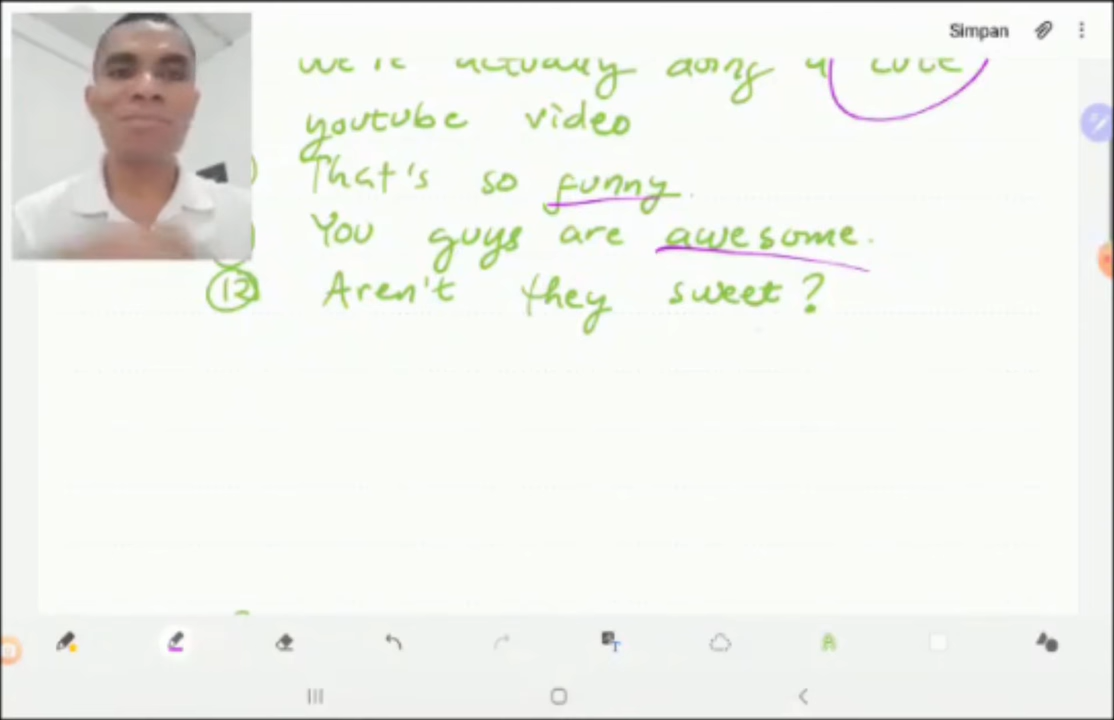 Simpan
We're actually doing a cute
youtube video
That's so funny.
You guys are awesome.
12 Aren't they sweet?